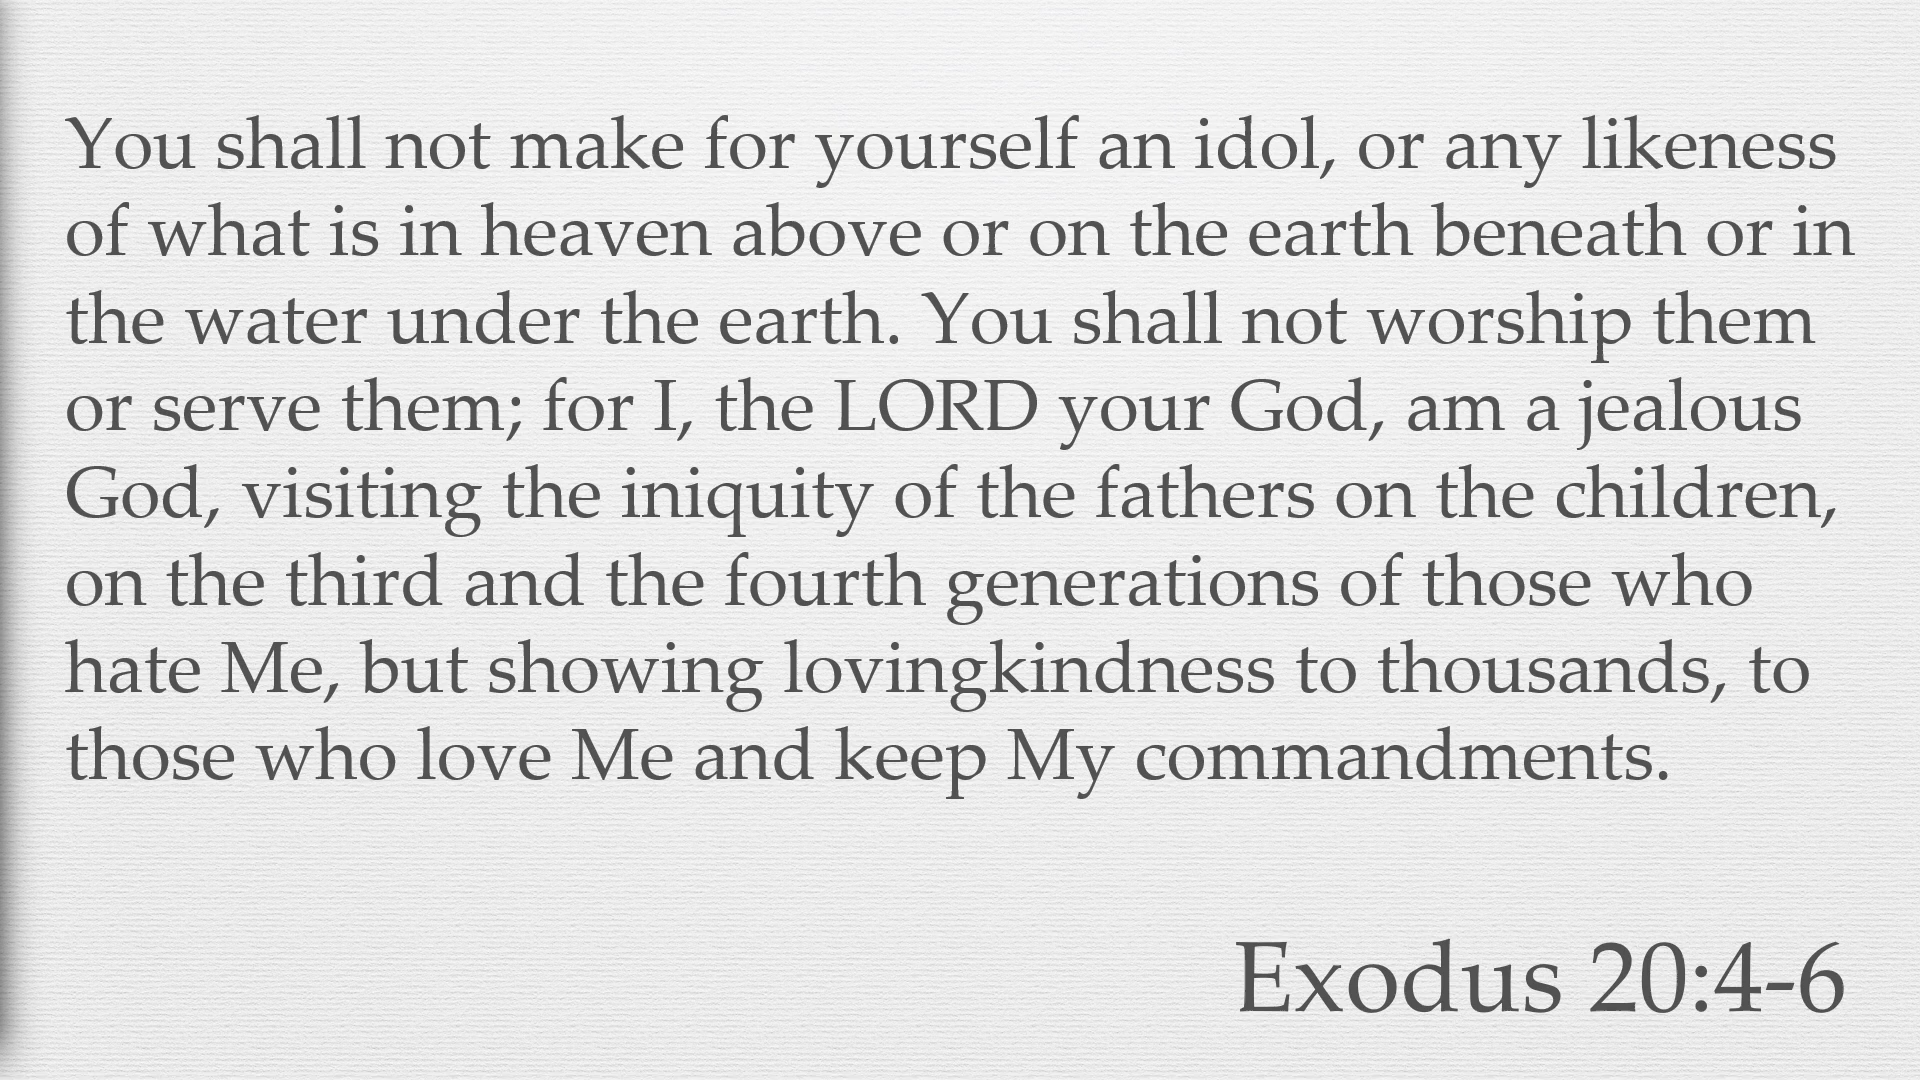 You shall not make for yourself an idol, or any likeness
of what is in heaven above or on the earth beneath or in
the water under the earth. You shall not worship them
or serve them; for I, the LORD your God, am a jealous
God, visiting the iniquity of the fathers on the children,
on the third and the fourth generations of those who
hate Me, but showing lovingkindness to thousands, to
those who love Me and keep My commandments.
Exodus 20:4-6